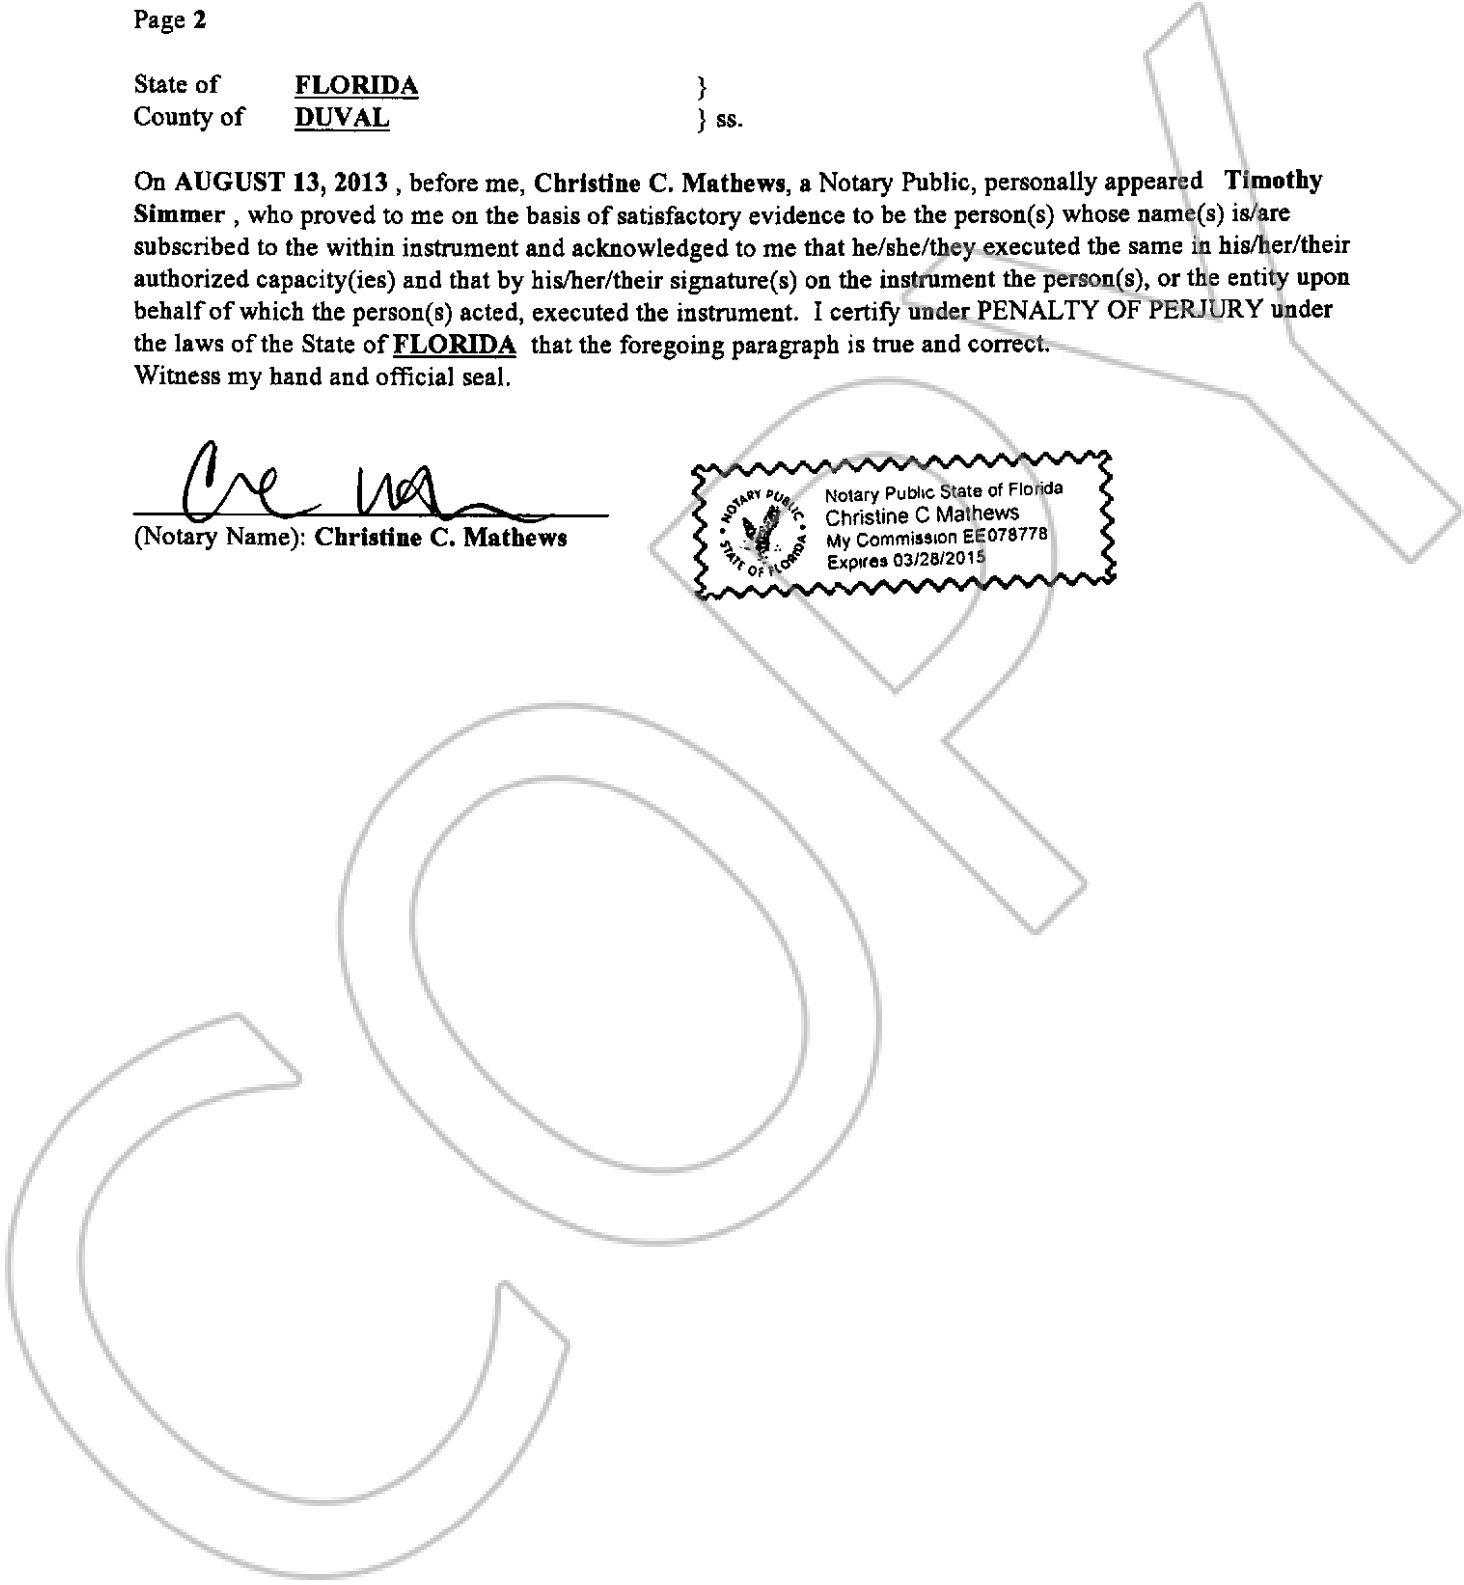 Page 2
State of FLORIDA }
County of DUVAL } ss.
On AUGUST 13, 2013 , before me, Christine C. Mathews, a Notary Public, personally appeared Timothy
Simmer , who proved to me on the basis of satisfactory evidence to be the person(s) whose name(s) is/are
subscribed to the within instrument and acknowledged to me that he/she/they executed the same in his/her/their
authorized capacity(ies) and that by his/her/their signature(s) on the instrument the person(s), or the entity upon
behalf of which the person(s) acted, executed the instrument. I certify under PENALTY OF PERJURY under
the laws of the State of FLORIDA that the foregoing paragraph is true and correct.
Witness my hand and official seal.
(Notary Name): Christine C. Mathews
NOTARY PUBLIC
STATE OF FLORIDA
Notary Public State of Florida
Christine C Mathews
My Commission EE078778
Expires 03/28/2015
COPY